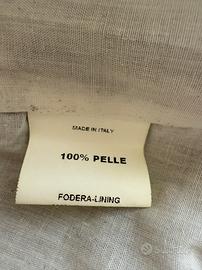 MADE IN ITALY
100% PELLE
FODERA-LINING